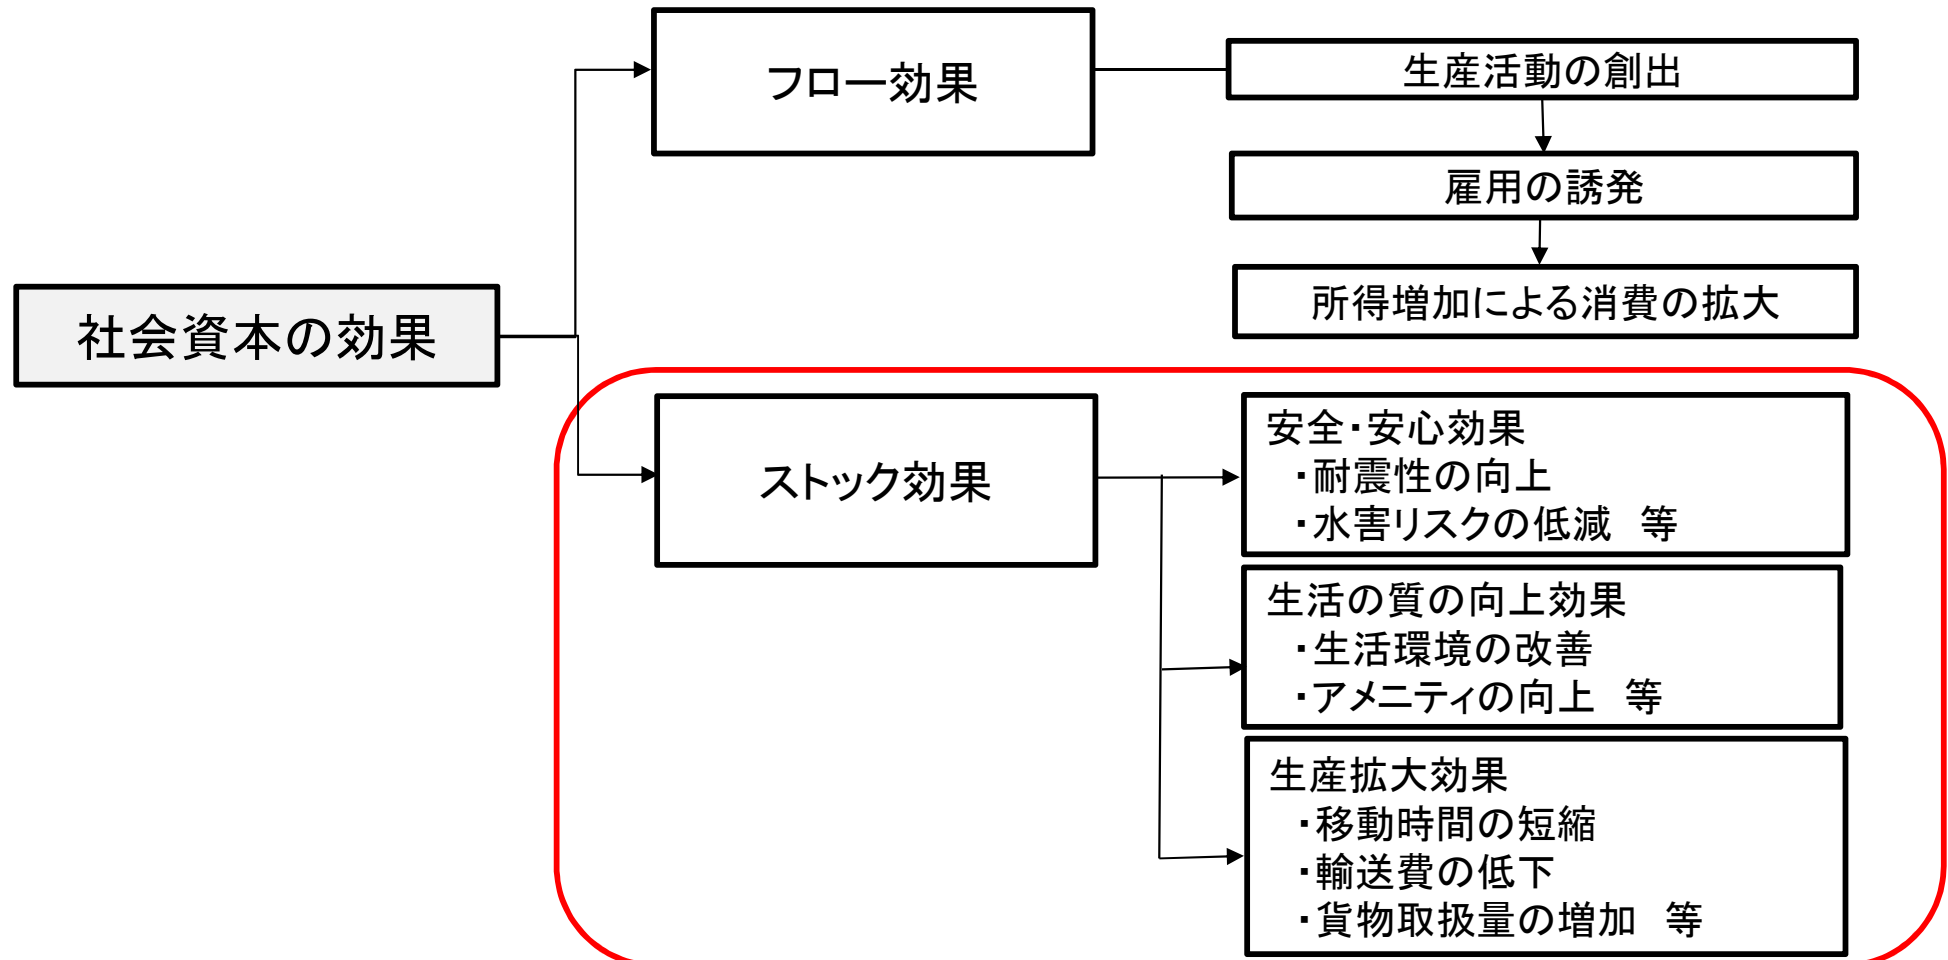 社会資本の効果
フロー効果
生産活動の創出
雇用の誘発
所得増加による消費の拡大
ストック効果
安全・安心効果
・耐震性の向上
・水害リスクの低減　等
生活の質の向上効果
・生活環境の改善
・アメニティの向上　等
生産拡大効果
・移動時間の短縮
・輸送費の低下
・貨物取扱量の増加　等